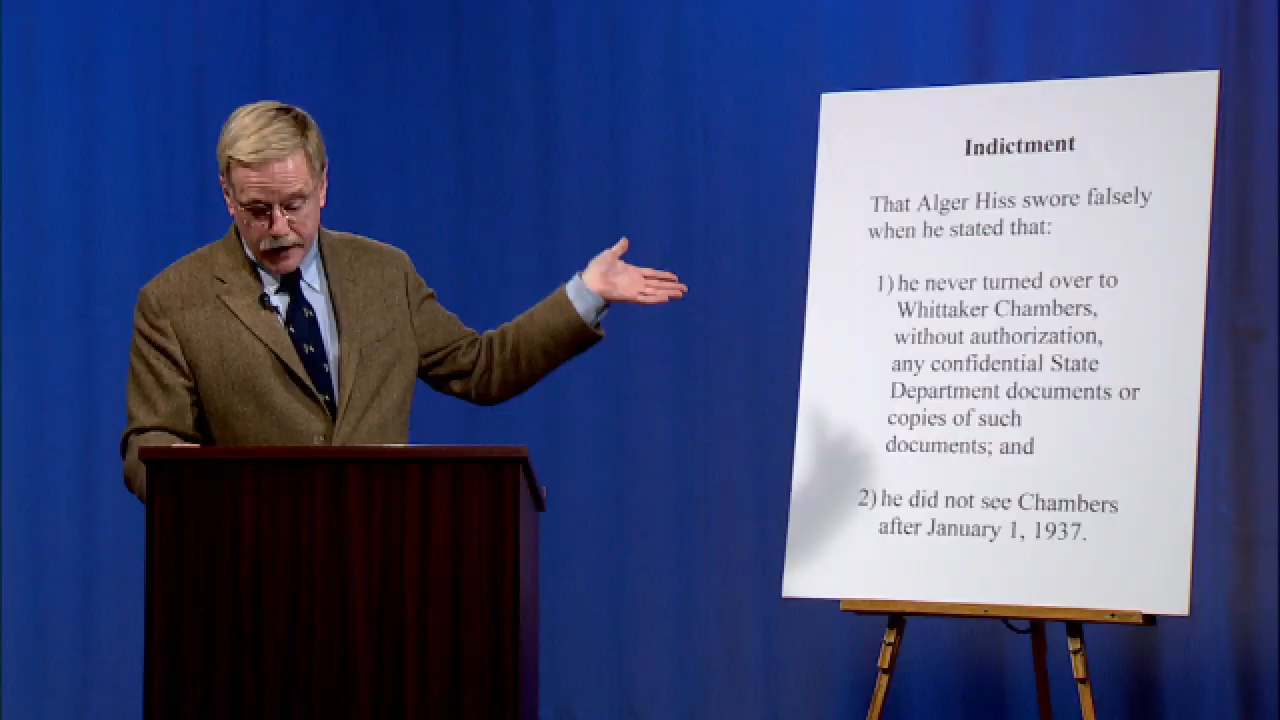 Indictment
That Alger Hiss swore falsely
when he stated that:
1) he never turned over to
Whittaker Chambers,
without authorization,
any confidential State
Department documents or
copies of such
documents; and
2) he did not see Chambers
after January 1, 1937.